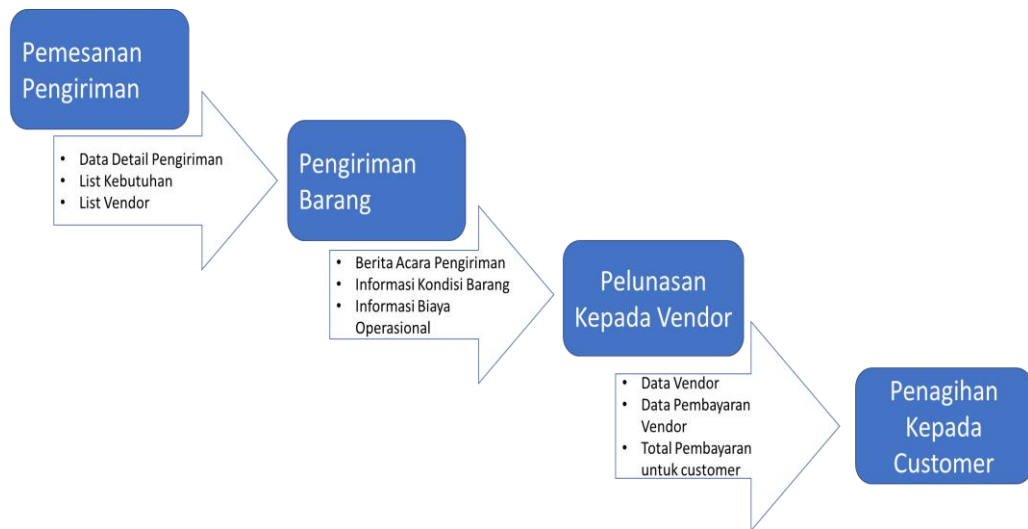 Pemesanan
Pengiriman
• Data Detail Pengiriman
• List Kebutuhan
• List Vendor
Pengiriman
Barang
• Berita Acara Pengiriman
• Informasi Kondisi Barang
• Informasi Biaya
Operasional
Pelunasan
Kepada Vendor
• Data Vendor
• Data Pembayaran
Vendor
• Total Pembayaran
untuk customer
Penagihan
Kepada
Customer